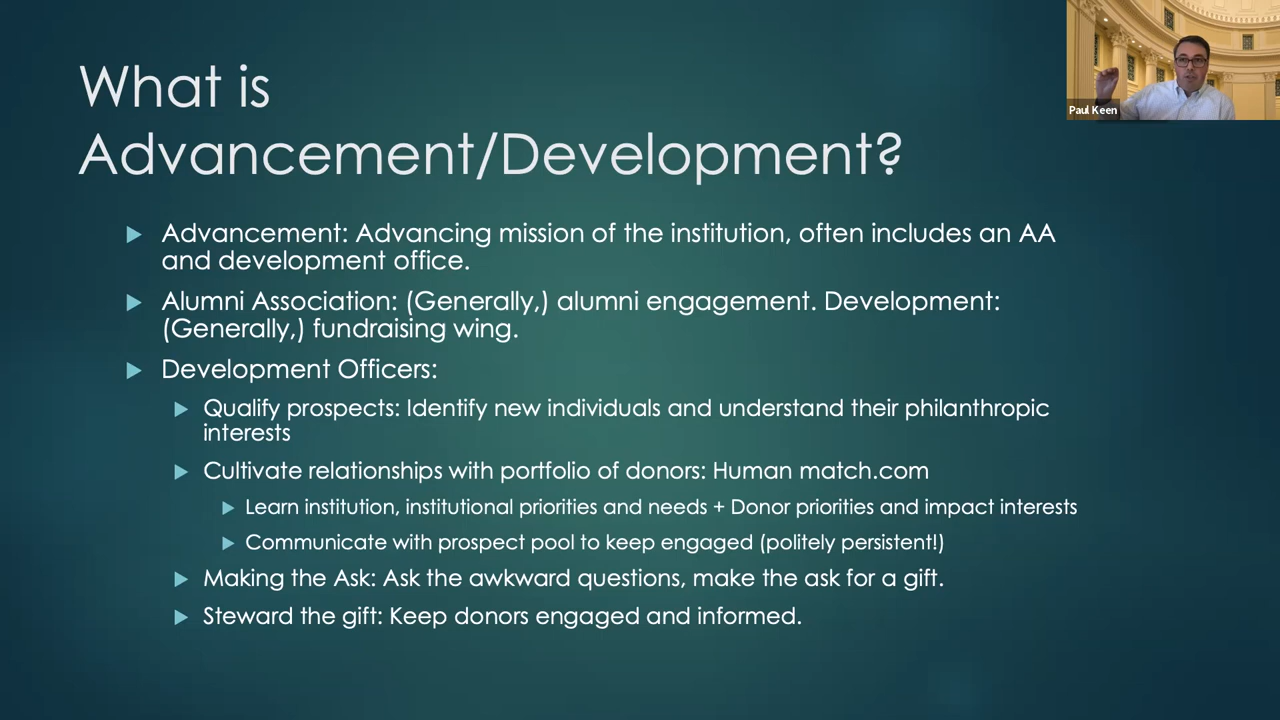 What is
Advancement/Development?
Paul Keen
Advancement: Advancing mission of the institution, often includes an AA
and development office.
Alumni Association: (Generally,) alumni engagement. Development:
(Generally,) fundraising wing.
Development Officers:
Qualify prospects: Identify new individuals and understand their philanthropic
interests
Cultivate relationships with portfolio of donors: Human match.com
Learn institution, institutional priorities and needs + Donor priorities and impact interests
Communicate with prospect pool to keep engaged (politely persistent!)
Making the Ask: Ask the awkward questions, make the ask for a gift.
Steward the gift: Keep donors engaged and informed.